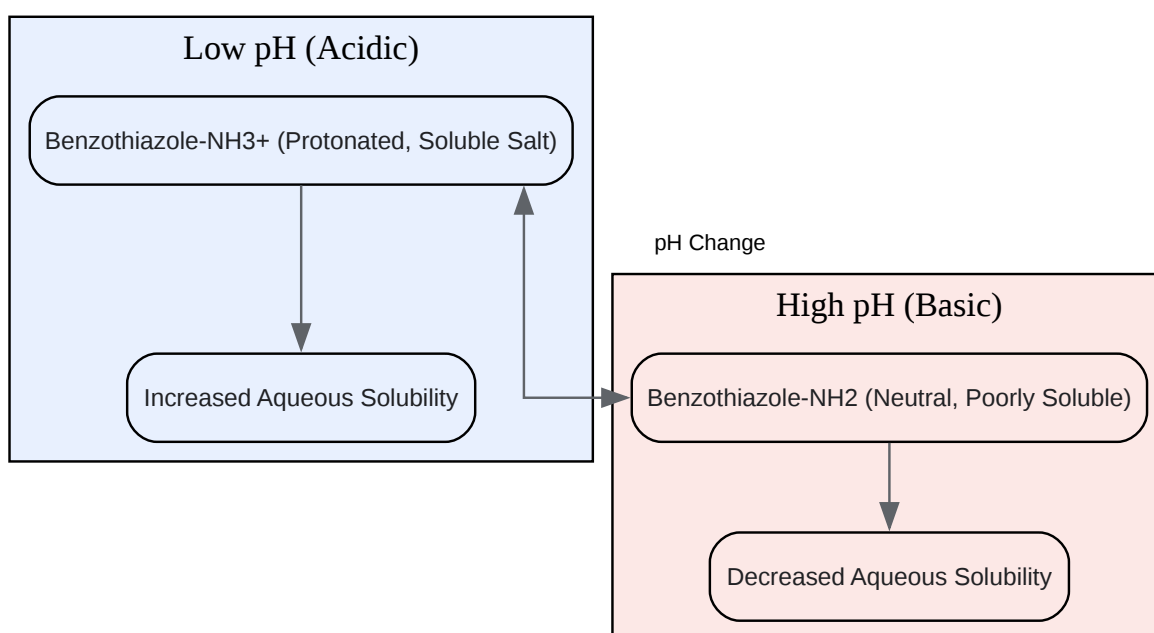 Low pH (Acidic)
Benzothiazole-NH3+ (Protonated, Soluble Salt)
Increased Aqueous Solubility
pH Change
High pH (Basic)
Benzothiazole-NH2 (Neutral, Poorly Soluble)
Decreased Aqueous Solubility